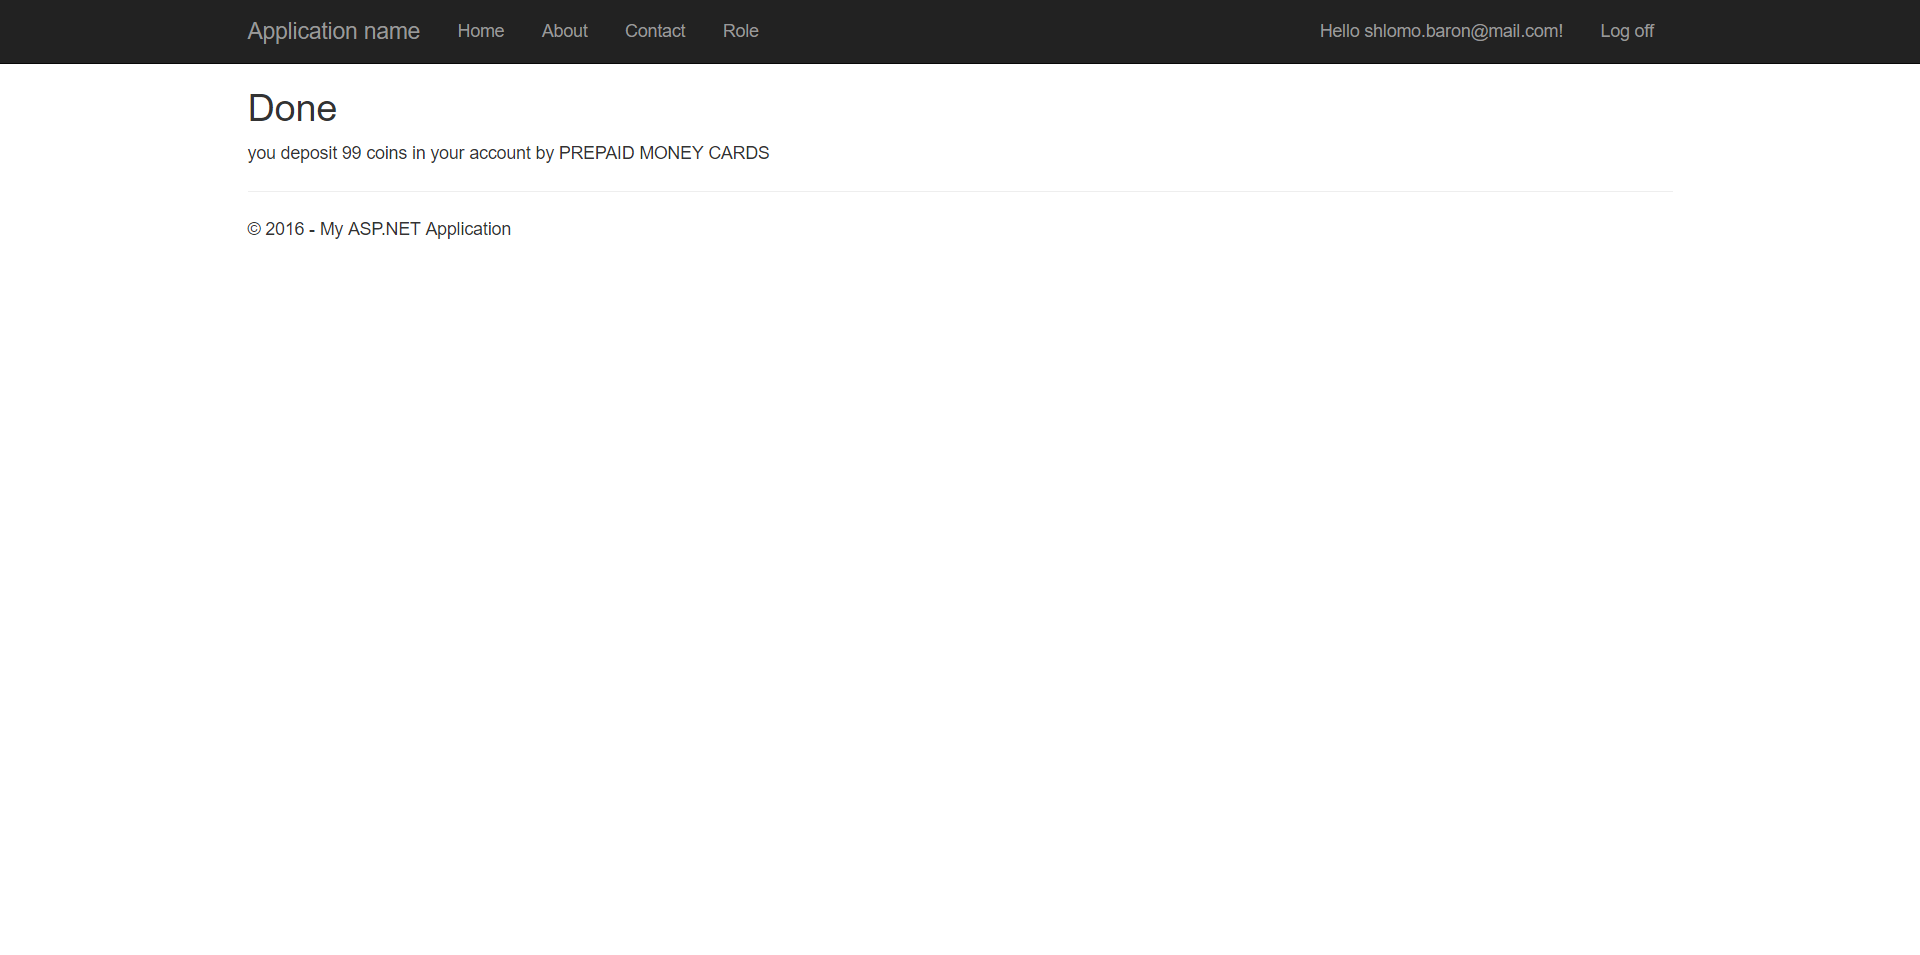 Application name Home About Contact Role Hello shlomo.baron@mail.com! Log off
Done
you deposit 99 coins in your account by PREPAID MONEY CARDS
© 2016 - My ASP.NET Application